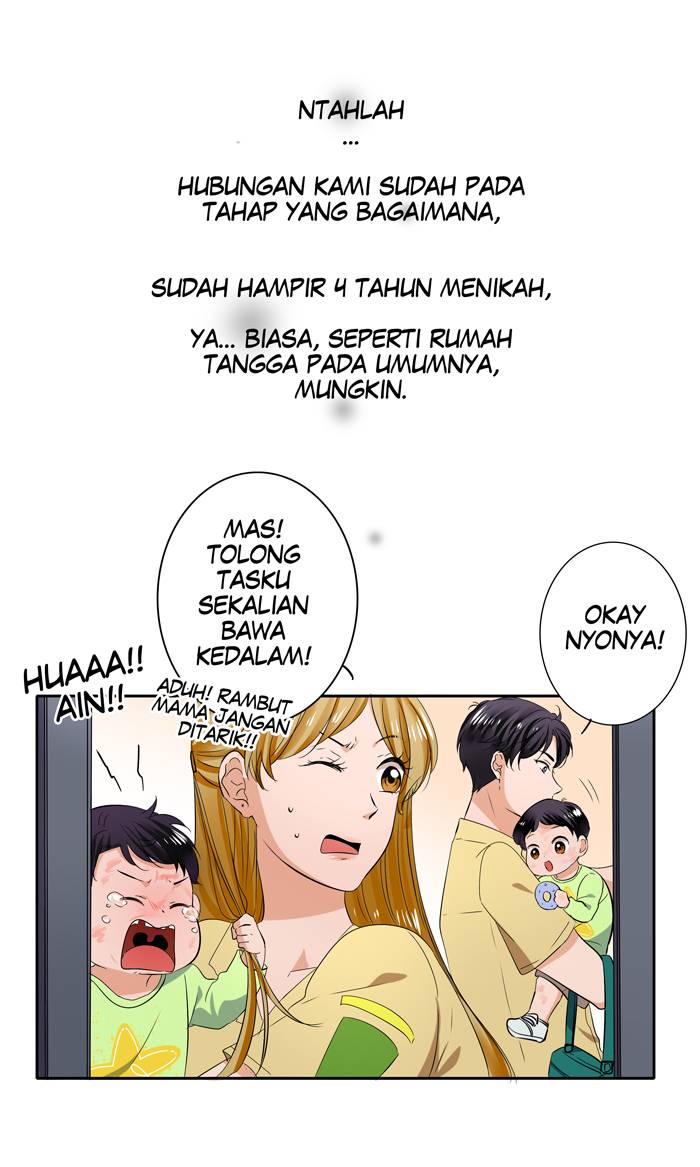 NTAHLAH
...
HUBUNGAN KAMI SUDAH PADA
TAHAP YANG BAGAIMANA,
SUDAH HAMPIR 4 TAHUN MENIKAH,
YA... BIASA, SEPERTI RUMAH
TANGGA PADA UMUMNYA,
MUNGKIN.
MAS!
TOLONG
TASKU
SEKALIAN
BAWA
KEDALAM!
OKAY
NYONYA!
HUAAA!!
AIN!!
ADUH! RAMBUT
MAMA JANGAN
DITARIK!!